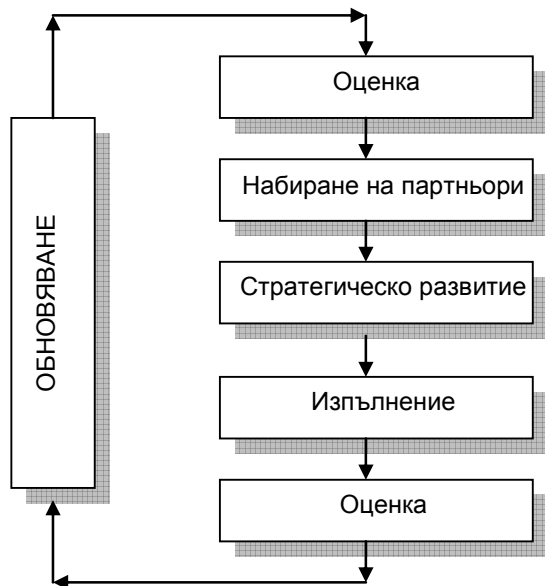 Оценка
Набиране на партньори
Стратегическо развитие
Изпълнение
Оценка
ОБНОВЯВАНЕ